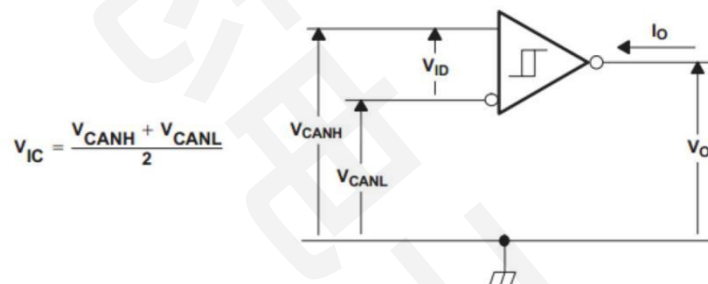 V_IC = (V_CANH + V_CANL) / 2
V_CANH
V_CANL
V_ID
I_O
V_O